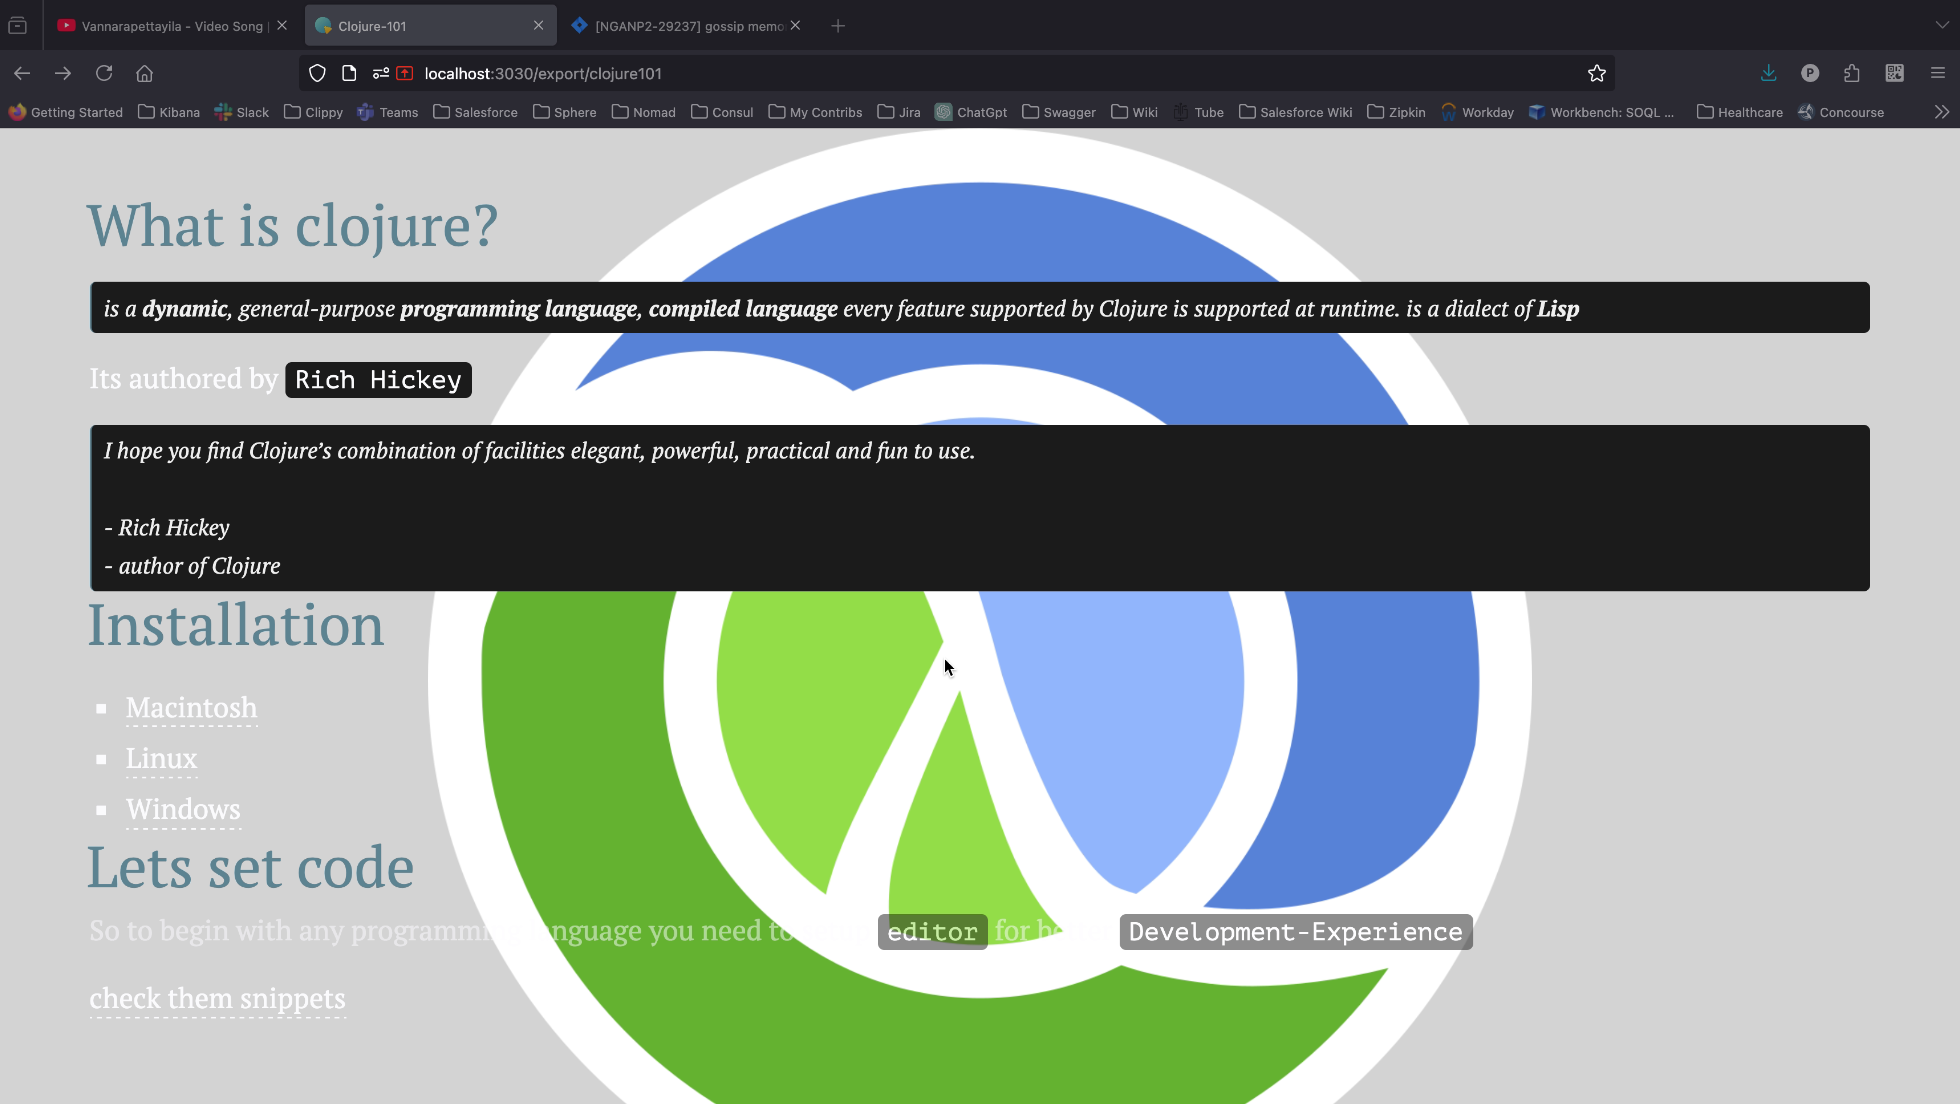 Vannarapettayila - Video Song |
Clojure-101
[NGANP2-29237] gossip memo
localhost:3030/export/clojure101
P
Getting Started Kibana Slack Clippy Teams Salesforce Sphere Nomad Consul My Contribs Jira ChatGpt Swagger Wiki Tube Salesforce Wiki Zipkin Workday Workbench: SOQL ... Healthcare Concourse
What is clojure?
is a dynamic, general-purpose programming language, compiled language every feature supported by Clojure is supported at runtime. is a dialect of Lisp
Its authored by Rich Hickey
I hope you find Clojure’s combination of facilities elegant, powerful, practical and fun to use.
- Rich Hickey
- author of Clojure
Installation
Macintosh
Linux
Windows
Lets set code
So to begin with any you need editor for Development-Experience
check them snippets